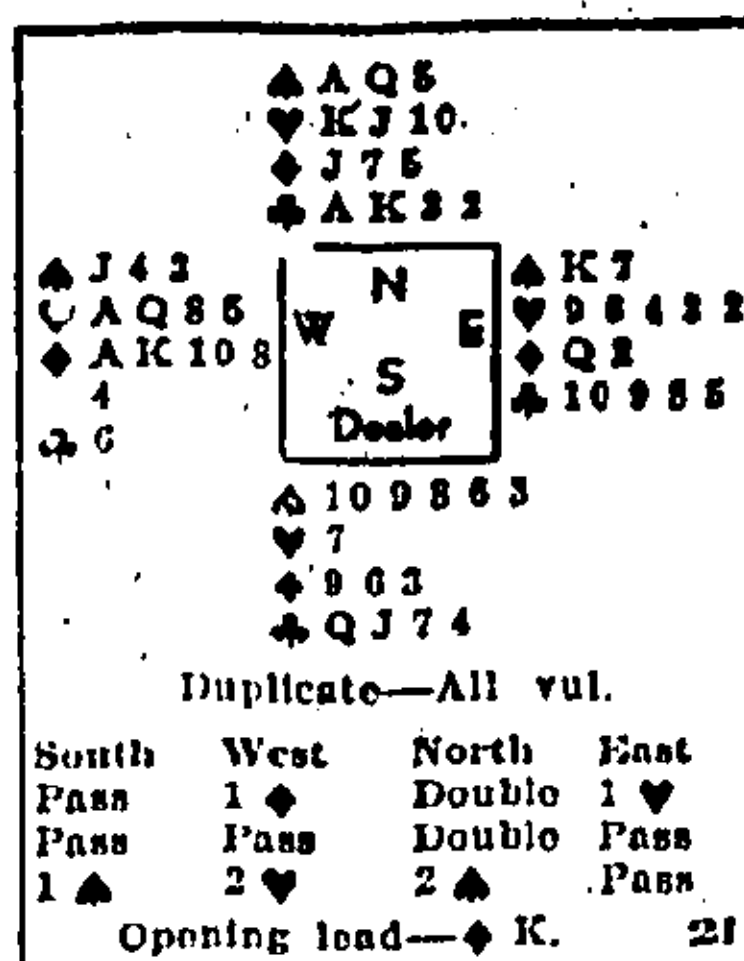 ♠ A Q 5
♥ K J 10
♦ J 7 5
♣ A K 3 2
♠ J 4 2
♥ A Q 8 5
♦ A K 10 8
4
♣ 6
N
W E
S
Dealer
♠ K 7
♥ 9 6 4 3 2
♦ Q 2
♣ 10 9 8 5
♠ 10 9 8 6 3
♥ 7
♦ 9 6 3
♣ Q J 7 4
Duplicate—All vul.
South West North East
Pass 1 ♦ Double 1 ♥
Pass Pass Double Pass
1 ♠ 2 ♥ 2 ♠ Pass
Opening lead—♦ K. 21